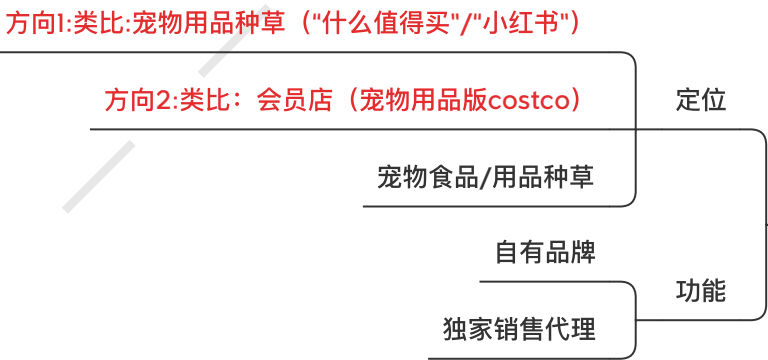 方向1:类比:宠物用品种草（"什么值得买"/"小红书"）
方向2:类比：会员店（宠物用品版costco）
定位
宠物食品/用品种草
自有品牌
功能
独家销售代理